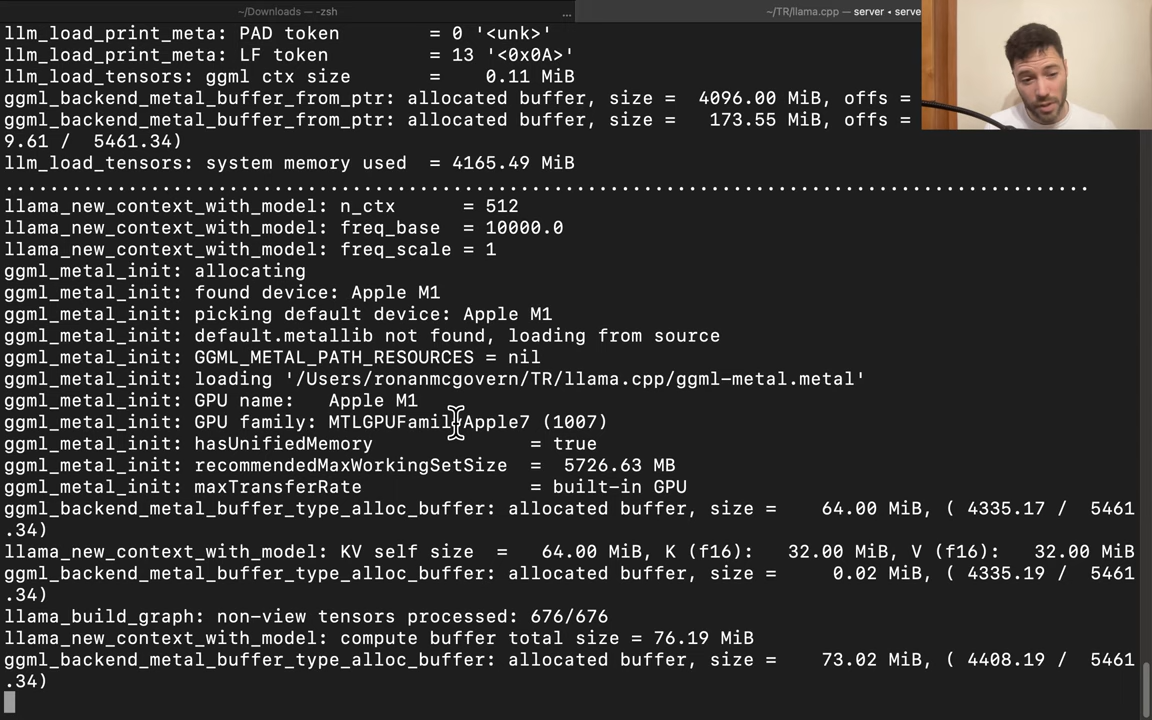 ~/Downloads — -zsh
...
~/TR/llama.cpp — server • serve
llm_load_print_meta: PAD token        = 0 '<unk>'
llm_load_print_meta: LF token         = 13 '<0x0A>'
llm_load_tensors: ggml ctx size       =    0.11 MiB
ggml_backend_metal_buffer_from_ptr: allocated buffer, size =  4096.00 MiB, offs =
ggml_backend_metal_buffer_from_ptr: allocated buffer, size =   173.55 MiB, offs =
9.61 /  5461.34)
llm_load_tensors: system memory used  = 4165.49 MiB
.................................................................................................
llama_new_context_with_model: n_ctx      = 512
llama_new_context_with_model: freq_base  = 10000.0
llama_new_context_with_model: freq_scale = 1
ggml_metal_init: allocating
ggml_metal_init: found device: Apple M1
ggml_metal_init: picking default device: Apple M1
ggml_metal_init: default.metallib not found, loading from source
ggml_metal_init: GGML_METAL_PATH_RESOURCES = nil
ggml_metal_init: loading '/Users/ronanmcgovern/TR/llama.cpp/ggml-metal.metal'
ggml_metal_init: GPU name:   Apple M1
ggml_metal_init: GPU family: MTLGPUFamilyApple7 (1007)
ggml_metal_init: hasUnifiedMemory              = true
ggml_metal_init: recommendedMaxWorkingSetSize  =  5726.63 MB
ggml_metal_init: maxTransferRate               = built-in GPU
ggml_backend_metal_buffer_type_alloc_buffer: allocated buffer, size =    64.00 MiB, ( 4335.17 /  5461
.34)
llama_new_context_with_model: KV self size  =   64.00 MiB, K (f16):   32.00 MiB, V (f16):   32.00 MiB
ggml_backend_metal_buffer_type_alloc_buffer: allocated buffer, size =     0.02 MiB, ( 4335.19 /  5461
.34)
llama_build_graph: non-view tensors processed: 676/676
llama_new_context_with_model: compute buffer total size = 76.19 MiB
ggml_backend_metal_buffer_type_alloc_buffer: allocated buffer, size =    73.02 MiB, ( 4408.19 /  5461
.34)